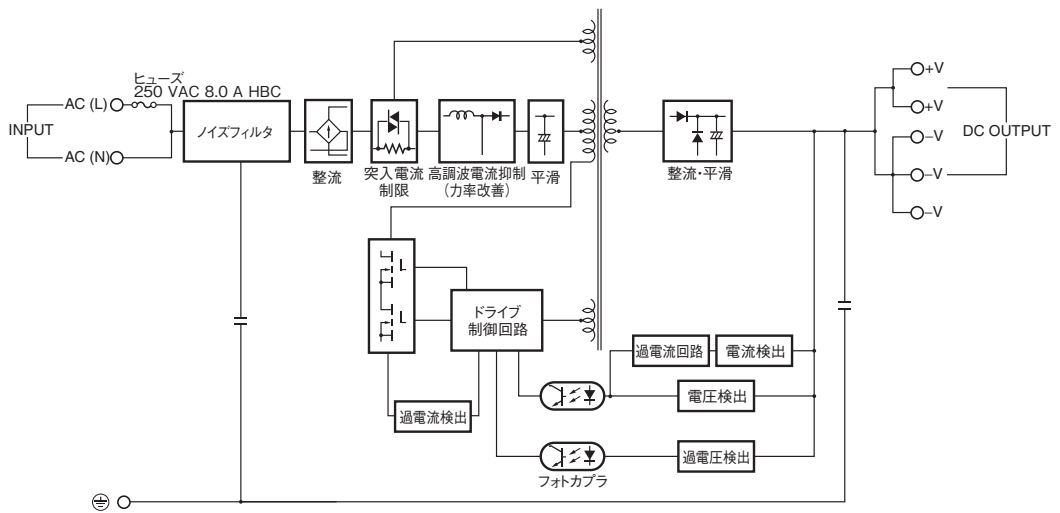 ヒューズ
250 VAC 8.0 A HBC
INPUT
AC (L)
AC (N)
ノイズフィルタ
整流
突入電流
制限
高調波電流抑制
(力率改善)
平滑
整流・平滑
+V
+V
−V
−V
−V
DC OUTPUT
ドライブ
制御回路
過電流検出
過電流回路
電流検出
電圧検出
過電圧検出
フォトカプラ